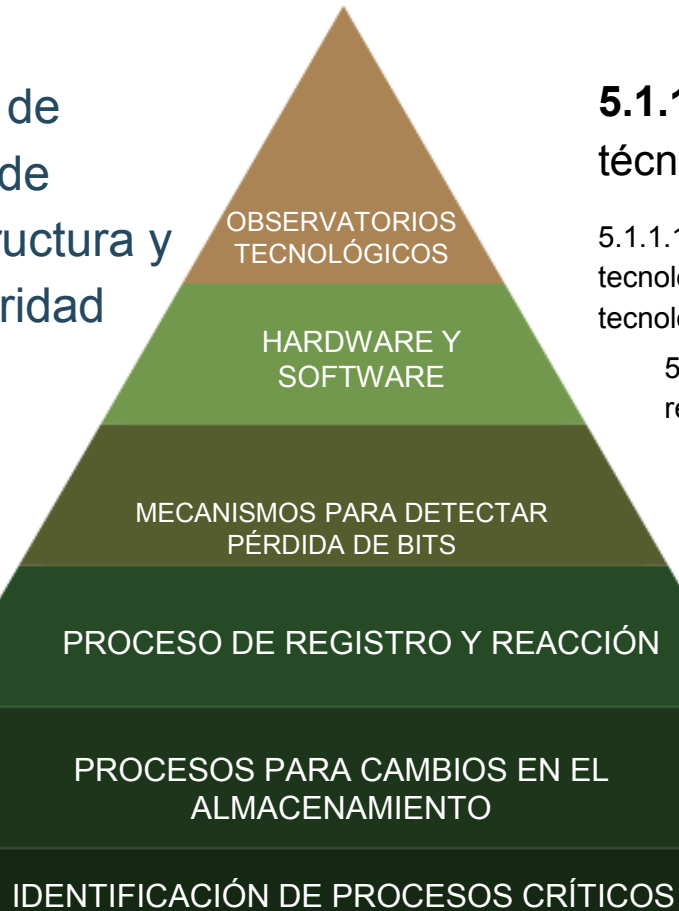 de
de
ructura y
ridad
OBSERVATORIOS
TECNOLÓGICOS
HARDWARE Y
SOFTWARE
MECANISMOS PARA DETECTAR
PÉRDIDA DE BITS
PROCESO DE REGISTRO Y REACCIÓN
PROCESOS PARA CAMBIOS EN EL
ALMACENAMIENTO
IDENTIFICACIÓN DE PROCESOS CRÍTICOS
5.1.1
técn
5.1.1.1
tecnol
tecnol
5
re